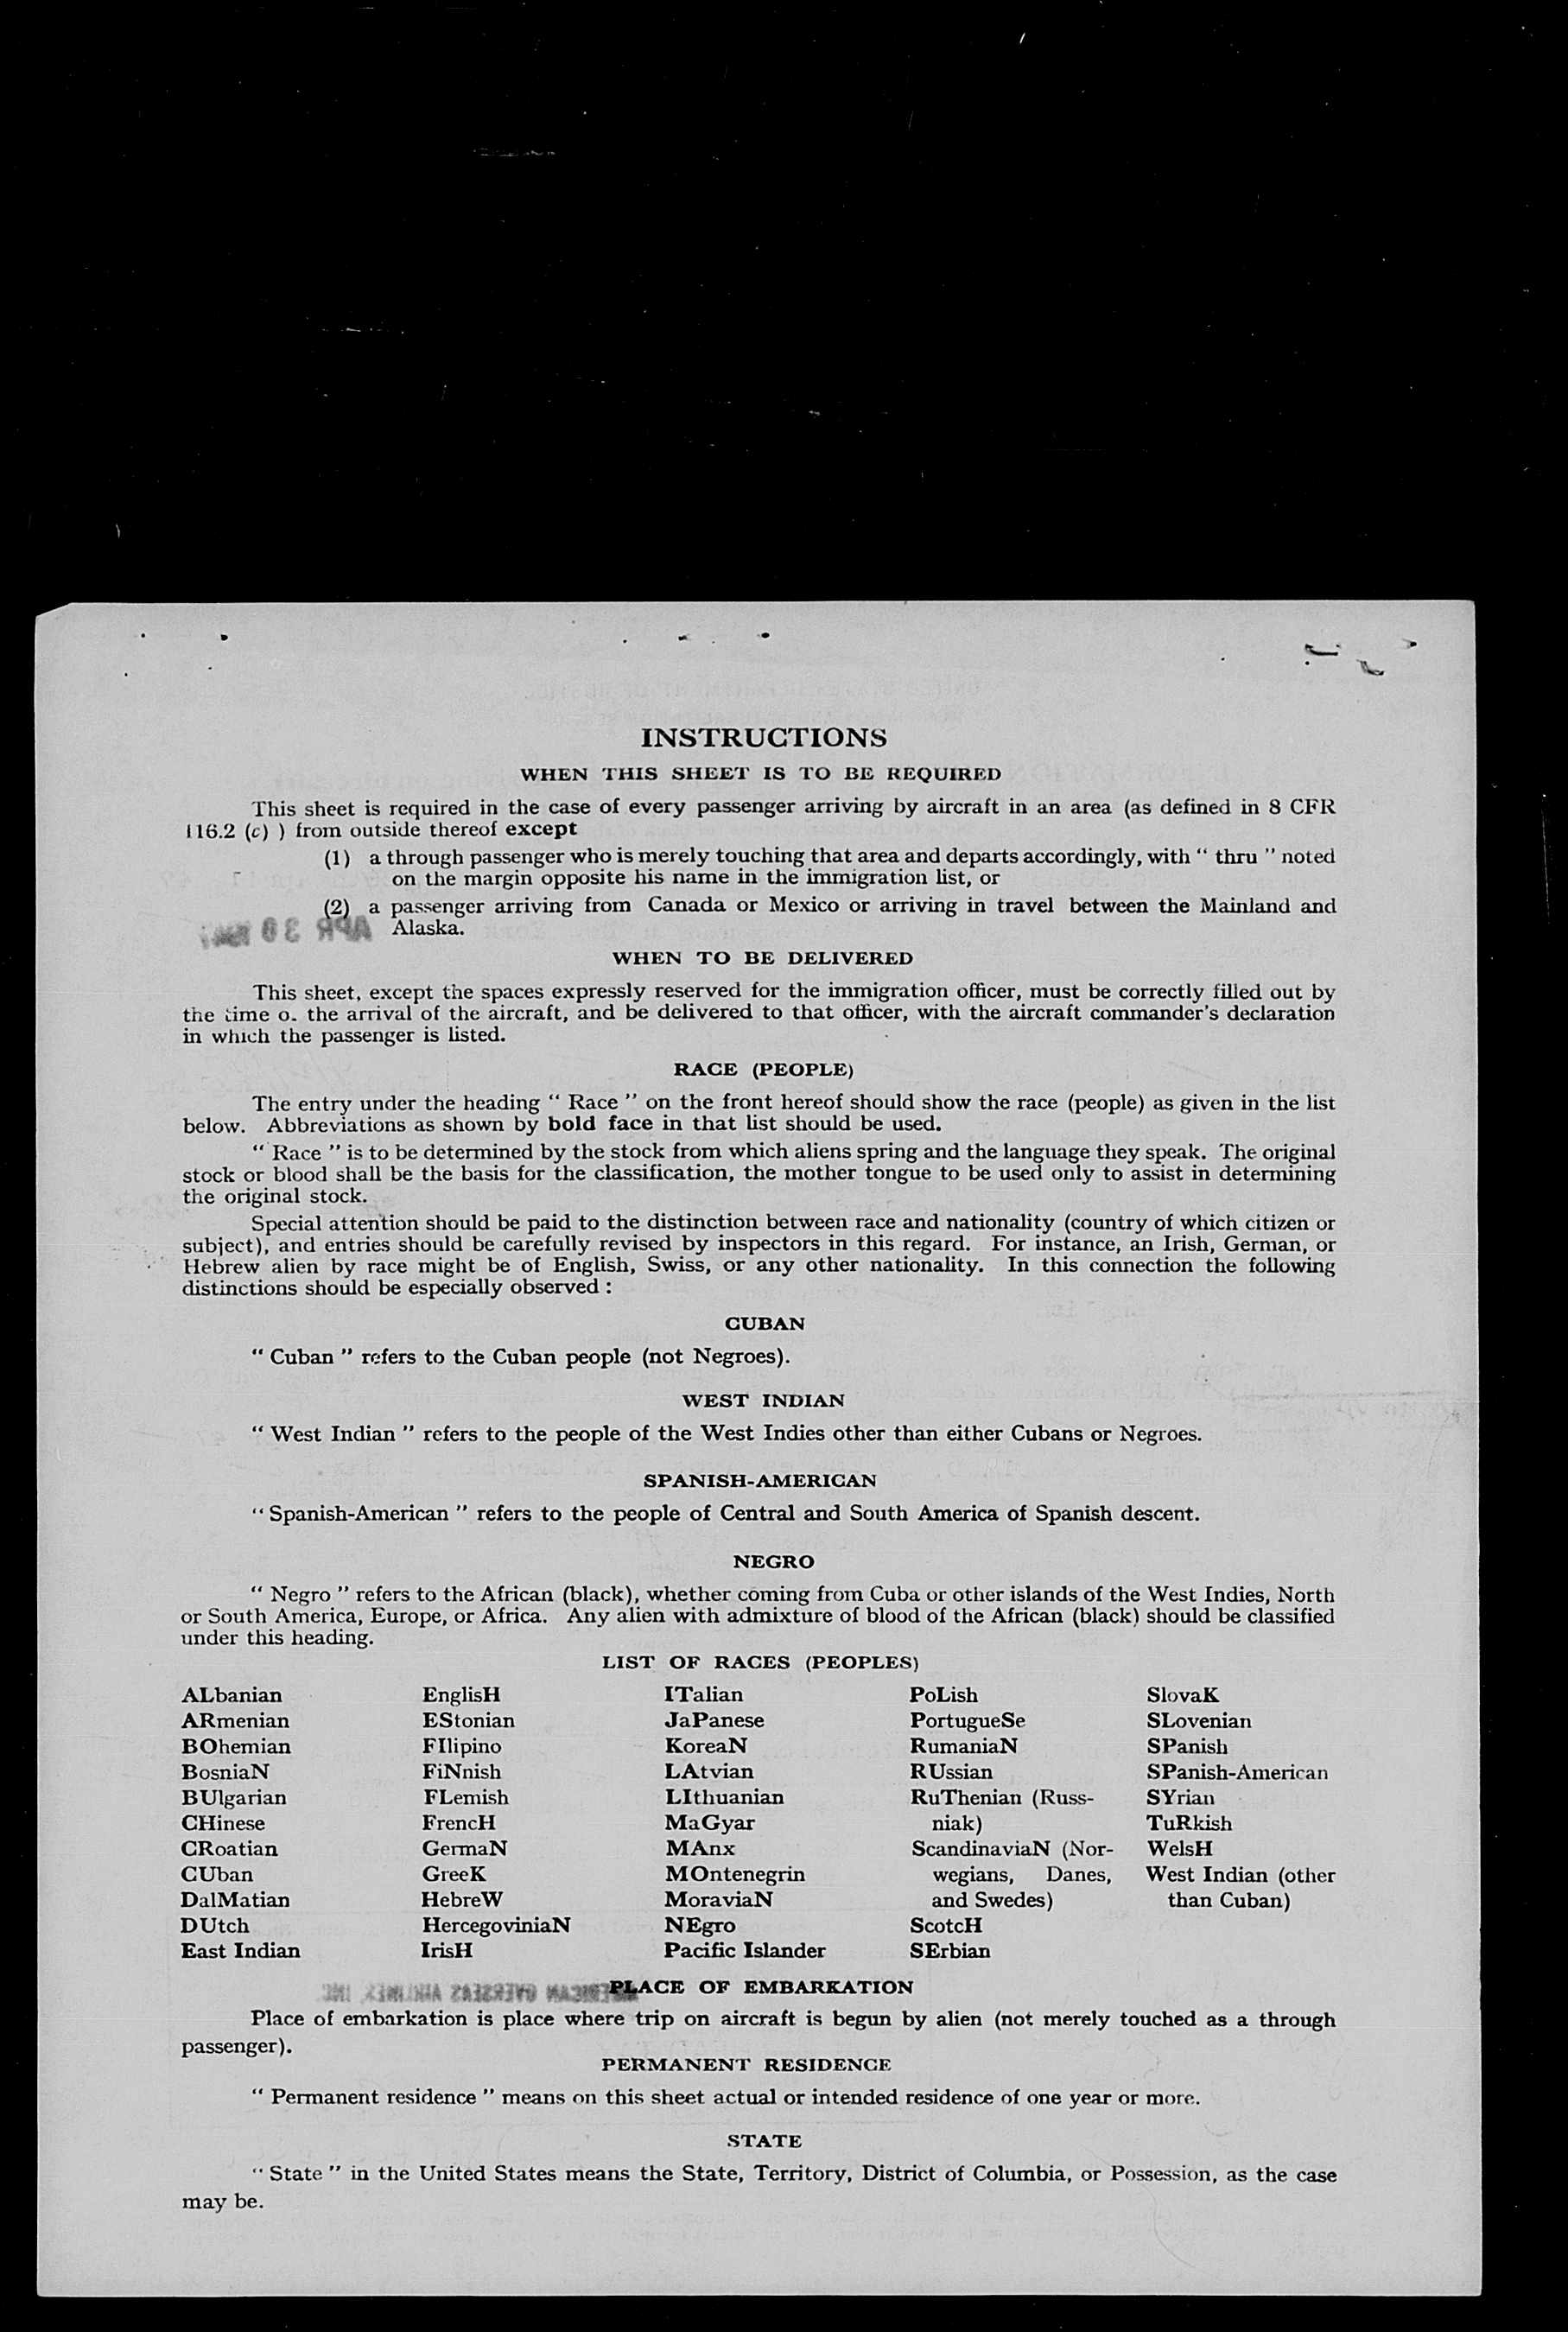 INSTRUCTIONS
WHEN THIS SHEET IS TO BE REQUIRED
This sheet is required in the case of every passenger arriving by aircraft in an area (as defined in 8 CFR
116.2 (c) ) from outside thereof except
(1) a through passenger who is merely touching that area and departs accordingly, with “ thru ” noted
on the margin opposite his name in the immigration list, or
(2) a passenger arriving from Canada or Mexico or arriving in travel between the Mainland and
APR 30 Alaska.
WHEN TO BE DELIVERED
This sheet, except the spaces expressly reserved for the immigration officer, must be correctly filled out by
the time o. the arrival of the aircraft, and be delivered to that officer, with the aircraft commander's declaration
in which the passenger is listed.
RACE (PEOPLE)
The entry under the heading “ Race ” on the front hereof should show the race (people) as given in the list
below. Abbreviations as shown by bold face in that list should be used.
“ Race ” is to be determined by the stock from which aliens spring and the language they speak. The original
stock or blood shall be the basis for the classification, the mother tongue to be used only to assist in determining
the original stock.
Special attention should be paid to the distinction between race and nationality (country of which citizen or
subject), and entries should be carefully revised by inspectors in this regard. For instance, an Irish, German, or
Hebrew alien by race might be of English, Swiss, or any other nationality. In this connection the following
distinctions should be especially observed :
CUBAN
“ Cuban ” refers to the Cuban people (not Negroes).
WEST INDIAN
“ West Indian ” refers to the people of the West Indies other than either Cubans or Negroes.
SPANISH-AMERICAN
“ Spanish-American ” refers to the people of Central and South America of Spanish descent.
NEGRO
“ Negro ” refers to the African (black), whether coming from Cuba or other islands of the West Indies, North
or South America, Europe, or Africa. Any alien with admixture of blood of the African (black) should be classified
under this heading.
LIST OF RACES (PEOPLES)
ALbanian EnglisH ITalian PoLish SlovaK
ARmenian EStonian JaPanese PortugueSe SLovenian
BOhemian FIlipino KoreaN RumaniaN SPanish
BosniaN FiNnish LAtvian RUssian SPanish-American
BUlgarian FLemish LIthuanian RuThenian (Russ- SYrian
CHinese FrencH MaGyar niak) TuRkish
CRoatian GermaN MAnx ScandinaviaN (Nor- WelsH
CUban GreeK MOntenegrin wegians, Danes, West Indian (other
DalMatian HebreW MoraviaN and Swedes) than Cuban)
DUtch HercegoviniaN NEgro ScotcH
East Indian IrisH Pacific Islander SErbian
AMERICAN OVERSEAS AIRLINES, INC. PLACE OF EMBARKATION
Place of embarkation is place where trip on aircraft is begun by alien (not merely touched as a through
passenger).
PERMANENT RESIDENCE
“ Permanent residence ” means on this sheet actual or intended residence of one year or more.
STATE
“ State ” in the United States means the State, Territory, District of Columbia, or Possession, as the case
may be.